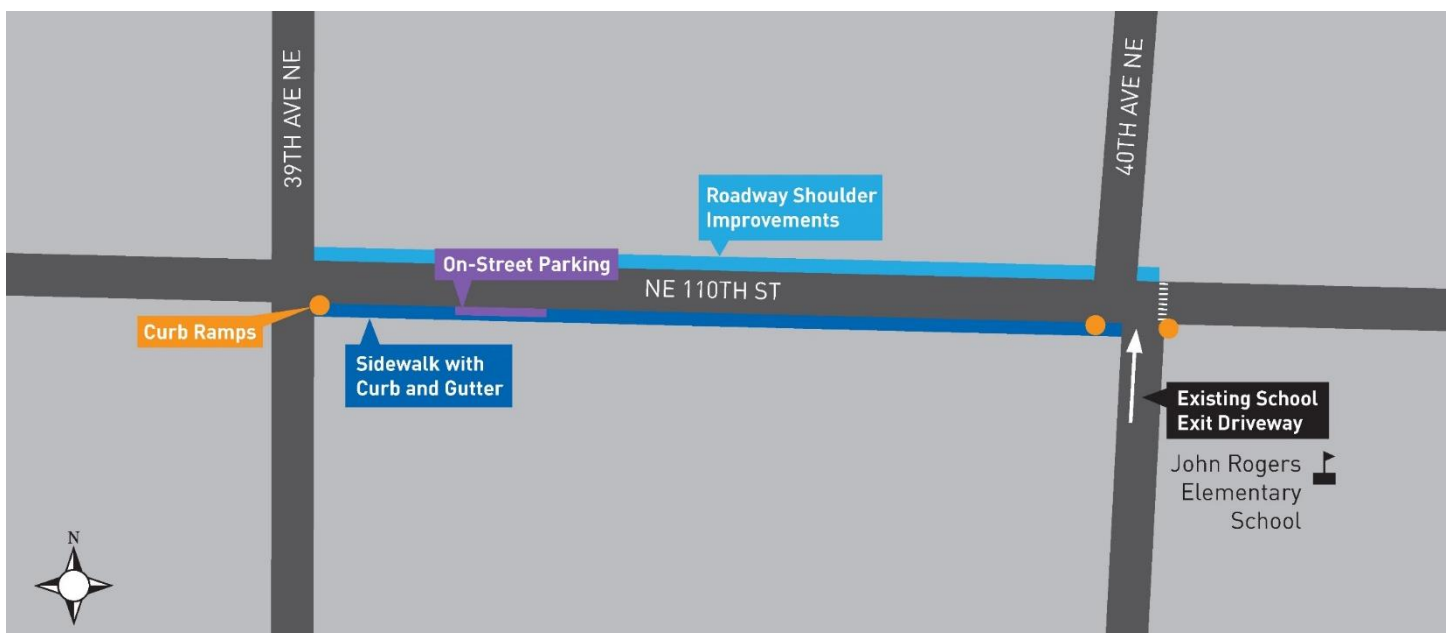 39TH AVE NE
40TH AVE NE
Roadway Shoulder
Improvements
On-Street Parking
NE 110TH ST
Curb Ramps
Sidewalk with
Curb and Gutter
Existing School
Exit Driveway
John Rogers
Elementary
School
N